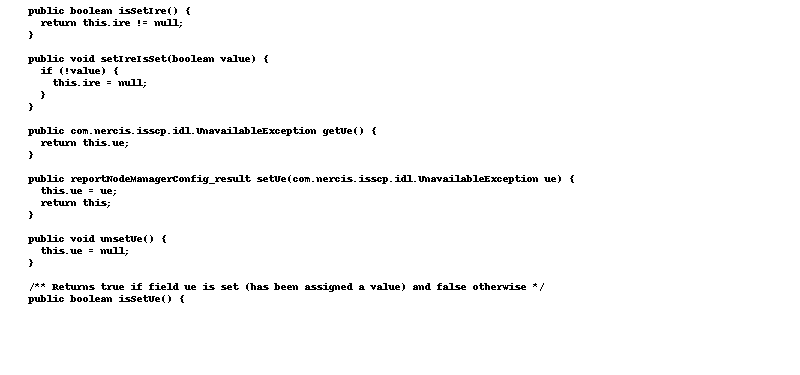 public boolean isSetIre() {
return this.ire != null;
}
public void setIreIsSet(boolean value) {
if (!value) {
this.ire = null;
}
}
public com.nercis.isscp.idl.UnavailableException getUe() {
return this.ue;
}
public reportNodeManagerConfig_result setUe(com.nercis.isscp.idl.UnavailableException ue) {
this.ue = ue;
return this;
}
public void unsetUe() {
this.ue = null;
}
/** Returns true if field ue is set (has been assigned a value) and false otherwise */
public boolean isSetUe() {